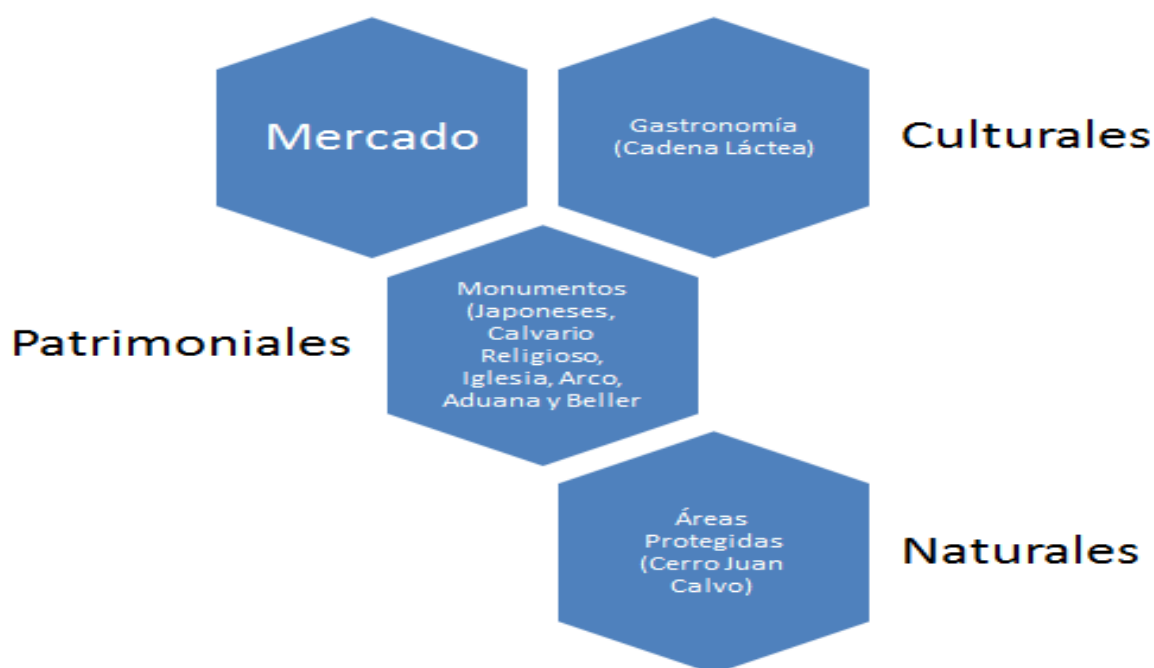 Mercado
Gastronomía
(Cadena Láctea)
Culturales
Patrimoniales
Monumentos
(Japoneses,
Calvario
Religioso,
Iglesia, Arco,
Aduana y Beller
Áreas
Protegidas
(Cerro Juan
Calvo)
Naturales